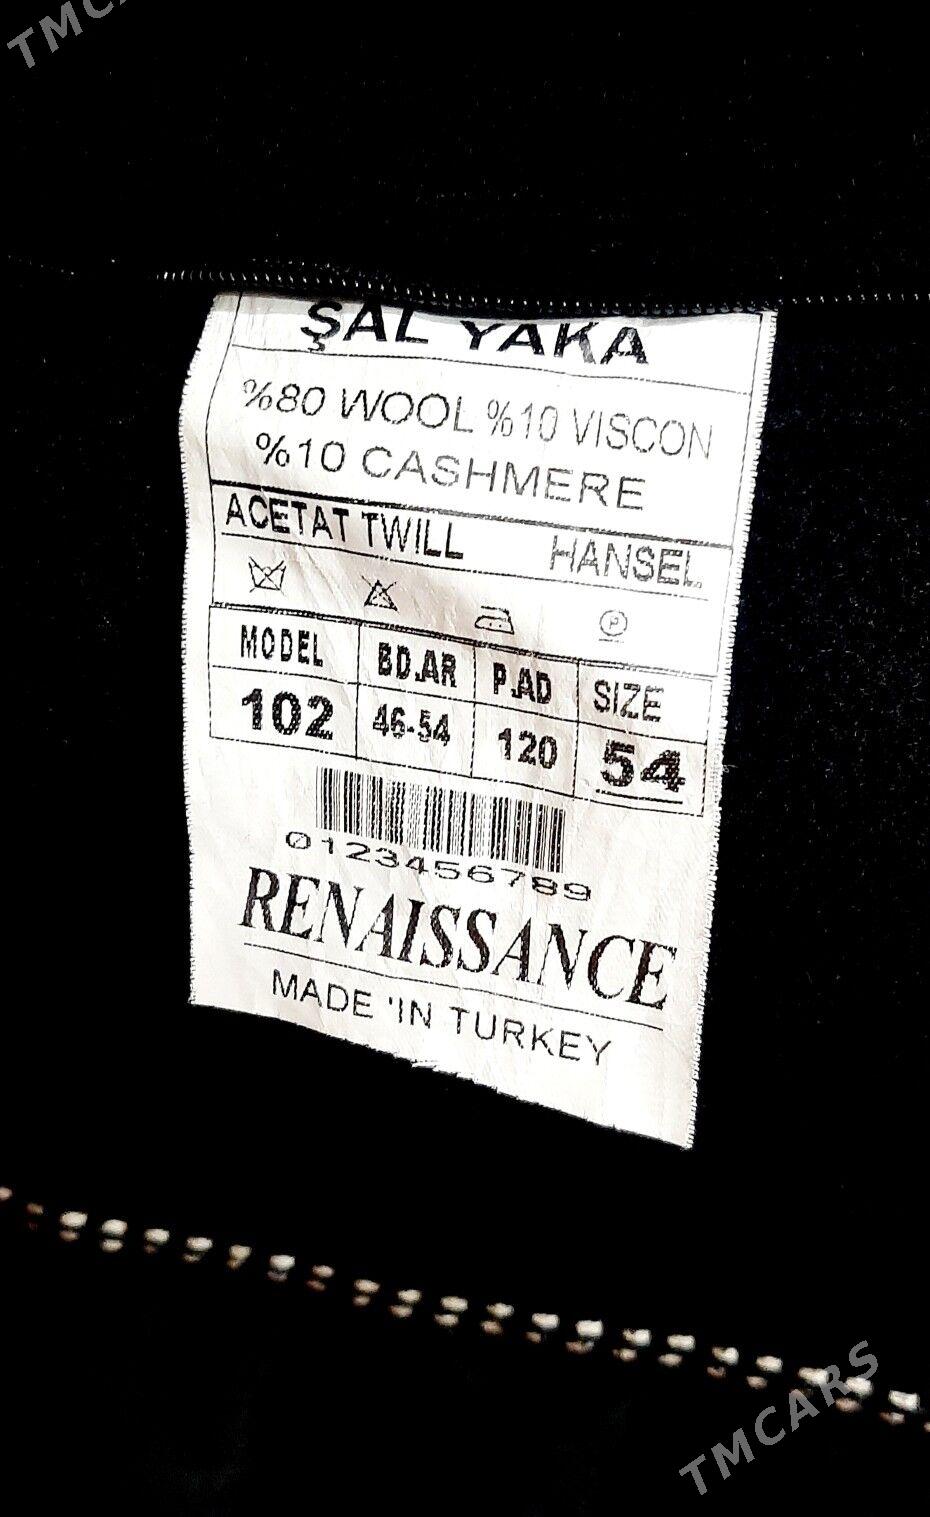 TMCA
ŞAL YAKA
%80 WOOL %10 VISCON
%10 CASHMERE
ACETAT TWILL HANSEL
P
MODEL BD.AR P.AD SIZE
102 46-54 120 54
0123456789
RENAISSANCE
MADE 'IN TURKEY
TMCARS